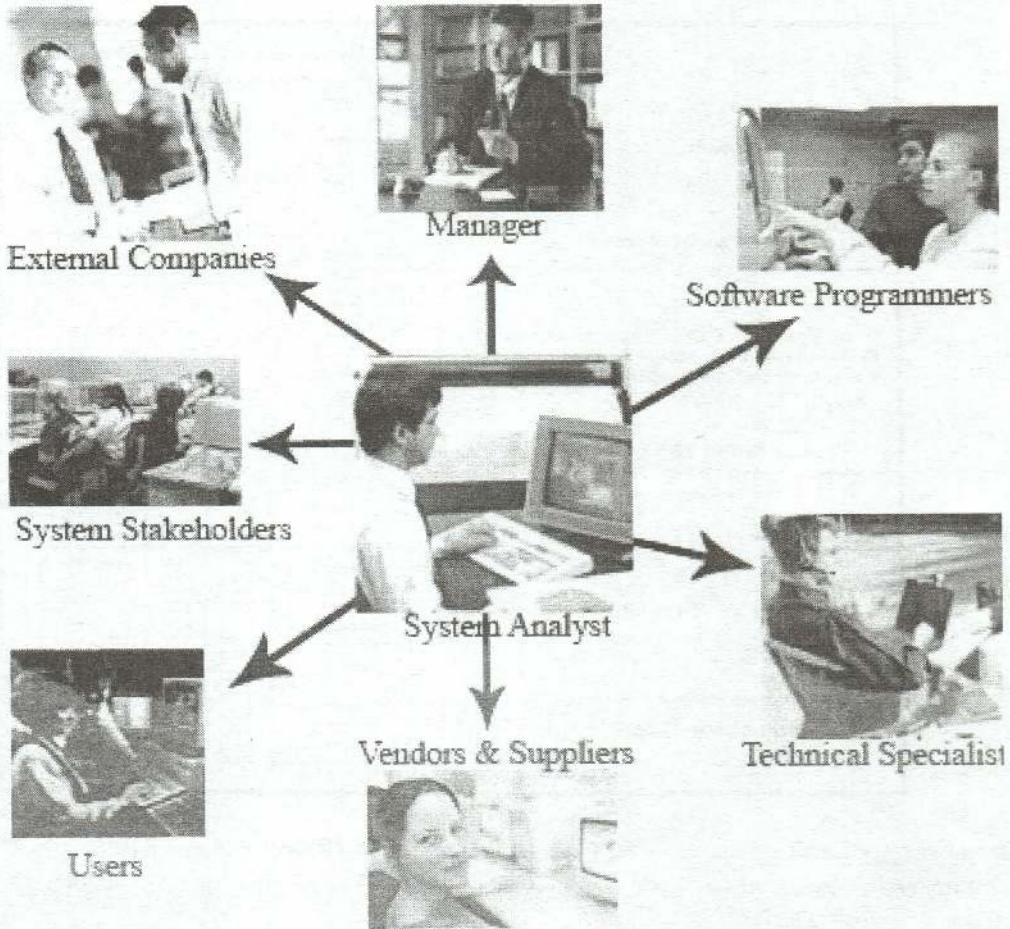 Manager
External Companies
Software Programmers
System Stakeholders
System Analyst
Vendors & Suppliers
Technical Specialist
Users